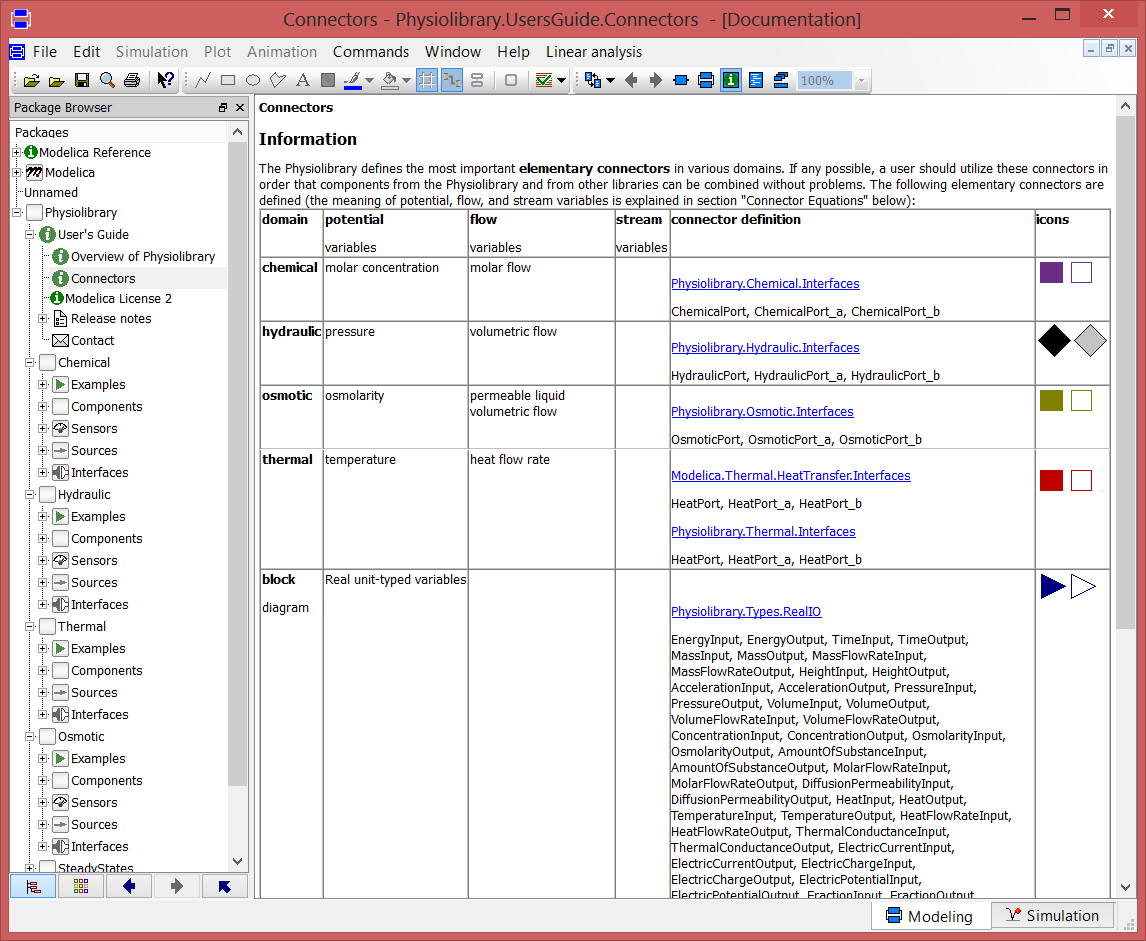 Connectors - Physiolibrary.UsersGuide.Connectors - [Documentation]
File Edit Simulation Plot Animation Commands Window Help Linear analysis
100%
Package Browser
Packages
Modelica Reference
Modelica
Unnamed
Physiolibrary
User's Guide
Overview of Physiolibrary
Connectors
Modelica License 2
Release notes
Contact
Chemical
Examples
Components
Sensors
Sources
Interfaces
Hydraulic
Examples
Components
Sensors
Sources
Interfaces
Thermal
Examples
Components
Sources
Interfaces
Osmotic
Examples
Components
Sensors
Sources
Interfaces
SteadyStates
Connectors
Information
The Physiolibrary defines the most important elementary connectors in various domains. If any possible, a user should utilize these connectors in
order that components from the Physiolibrary and from other libraries can be combined without problems. The following elementary connectors are
defined (the meaning of potential, flow, and stream variables is explained in section "Connector Equations" below):
domain potential flow stream connector definition icons
variables variables variables
chemical molar concentration molar flow
Physiolibrary.Chemical.Interfaces
ChemicalPort, ChemicalPort_a, ChemicalPort_b
hydraulic pressure volumetric flow
Physiolibrary.Hydraulic.Interfaces
HydraulicPort, HydraulicPort_a, HydraulicPort_b
osmotic osmolarity permeable liquid
volumetric flow
Physiolibrary.Osmotic.Interfaces
OsmoticPort, OsmoticPort_a, OsmoticPort_b
thermal temperature heat flow rate
Modelica.Thermal.HeatTransfer.Interfaces
HeatPort, HeatPort_a, HeatPort_b
Physiolibrary.Thermal.Interfaces
HeatPort, HeatPort_a, HeatPort_b
block Real unit-typed variables
diagram
Physiolibrary.Types.RealIO
EnergyInput, EnergyOutput, TimeInput, TimeOutput,
MassInput, MassOutput, MassFlowRateInput,
MassFlowRateOutput, HeightInput, HeightOutput,
AccelerationInput, AccelerationOutput, PressureInput,
PressureOutput, VolumeInput, VolumeOutput,
VolumeFlowRateInput, VolumeFlowRateOutput,
ConcentrationInput, ConcentrationOutput, OsmolarityInput,
OsmolarityOutput, AmountOfSubstanceInput,
AmountOfSubstanceOutput, MolarFlowRateInput,
MolarFlowRateOutput, DiffusionPermeabilityInput,
DiffusionPermeabilityOutput, HeatInput, HeatOutput,
TemperatureInput, TemperatureOutput, HeatFlowRateInput,
HeatFlowRateOutput, ThermalConductanceInput,
ThermalConductanceOutput, ElectricCurrentInput,
ElectricCurrentOutput, ElectricChargeInput,
ElectricChargeOutput, ElectricPotentialInput,
ElectricPotentialOutput, FractionInput, FractionOutput,
Modeling Simulation